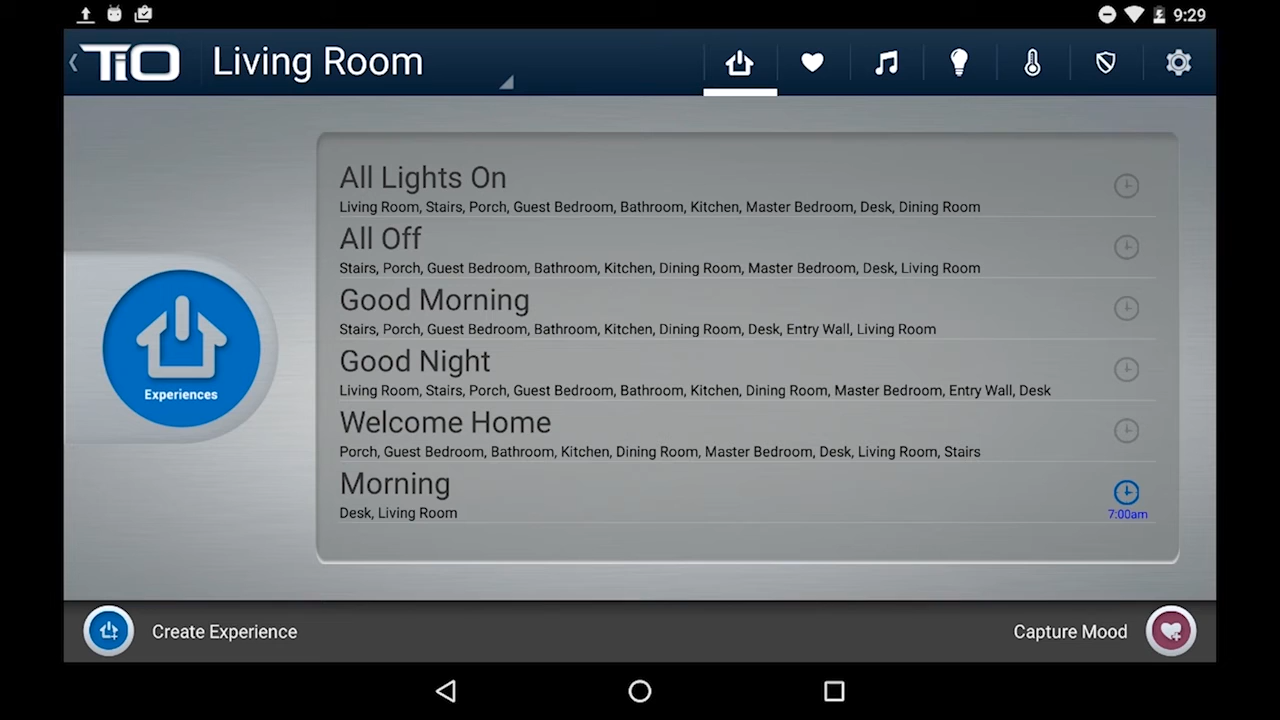 9:29
TiO
Living Room
All Lights On
Living Room, Stairs, Porch, Guest Bedroom, Bathroom, Kitchen, Master Bedroom, Desk, Dining Room
All Off
Stairs, Porch, Guest Bedroom, Bathroom, Kitchen, Dining Room, Master Bedroom, Desk, Living Room
Good Morning
Stairs, Porch, Guest Bedroom, Bathroom, Kitchen, Dining Room, Desk, Entry Wall, Living Room
Good Night
Living Room, Stairs, Porch, Guest Bedroom, Bathroom, Kitchen, Dining Room, Master Bedroom, Entry Wall, Desk
Welcome Home
Porch, Guest Bedroom, Bathroom, Kitchen, Dining Room, Master Bedroom, Desk, Living Room, Stairs
Morning
Desk, Living Room
7:00am
Experiences
Create Experience
Capture Mood